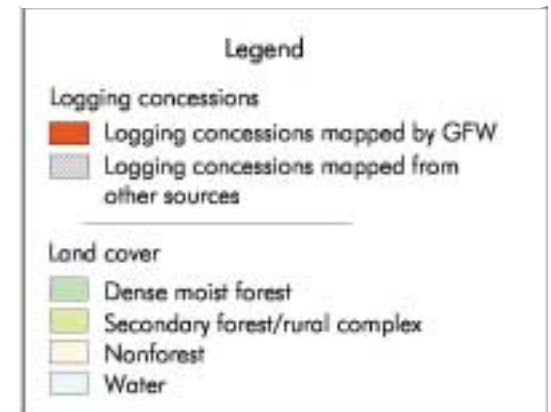 Legend
Logging concessions
Logging concessions mapped by GFW
Logging concessions mapped from
other sources
Land cover
Dense moist forest
Secondary forest/rural complex
Nonforest
Water